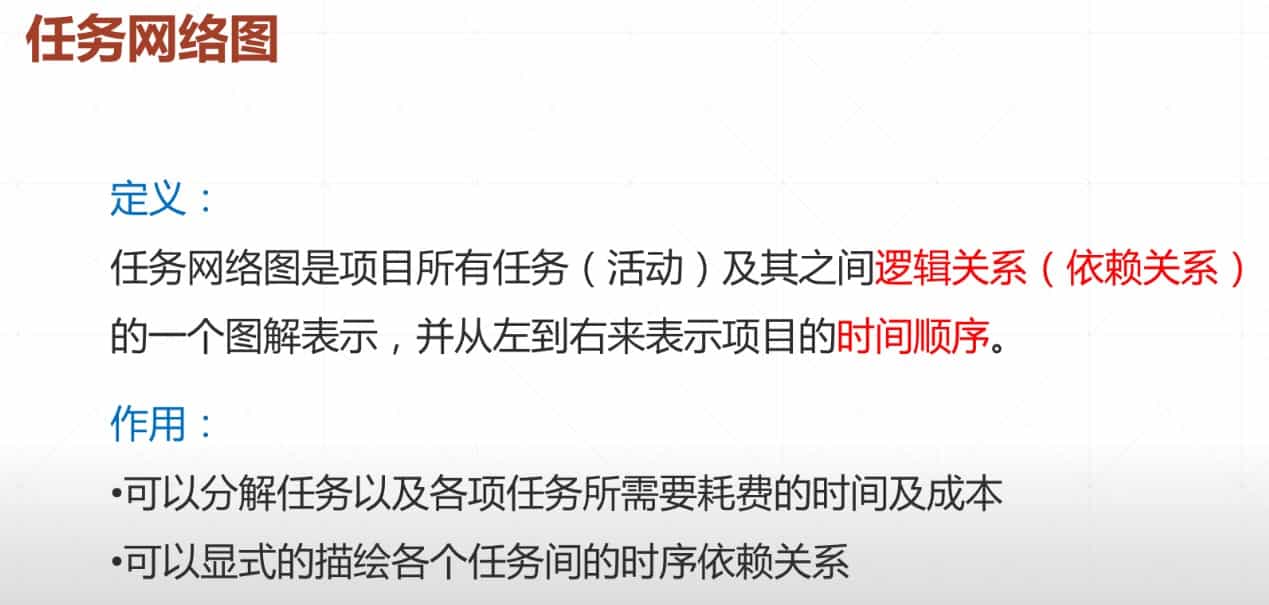 任务网络图
定义：
任务网络图是项目所有任务（活动）及其之间逻辑关系（依赖关系）
的一个图解表示，并从左到右来表示项目的时间顺序。
作用：
•可以分解任务以及各项任务所需要耗费的时间及成本
•可以显式的描绘各个任务间的时序依赖关系